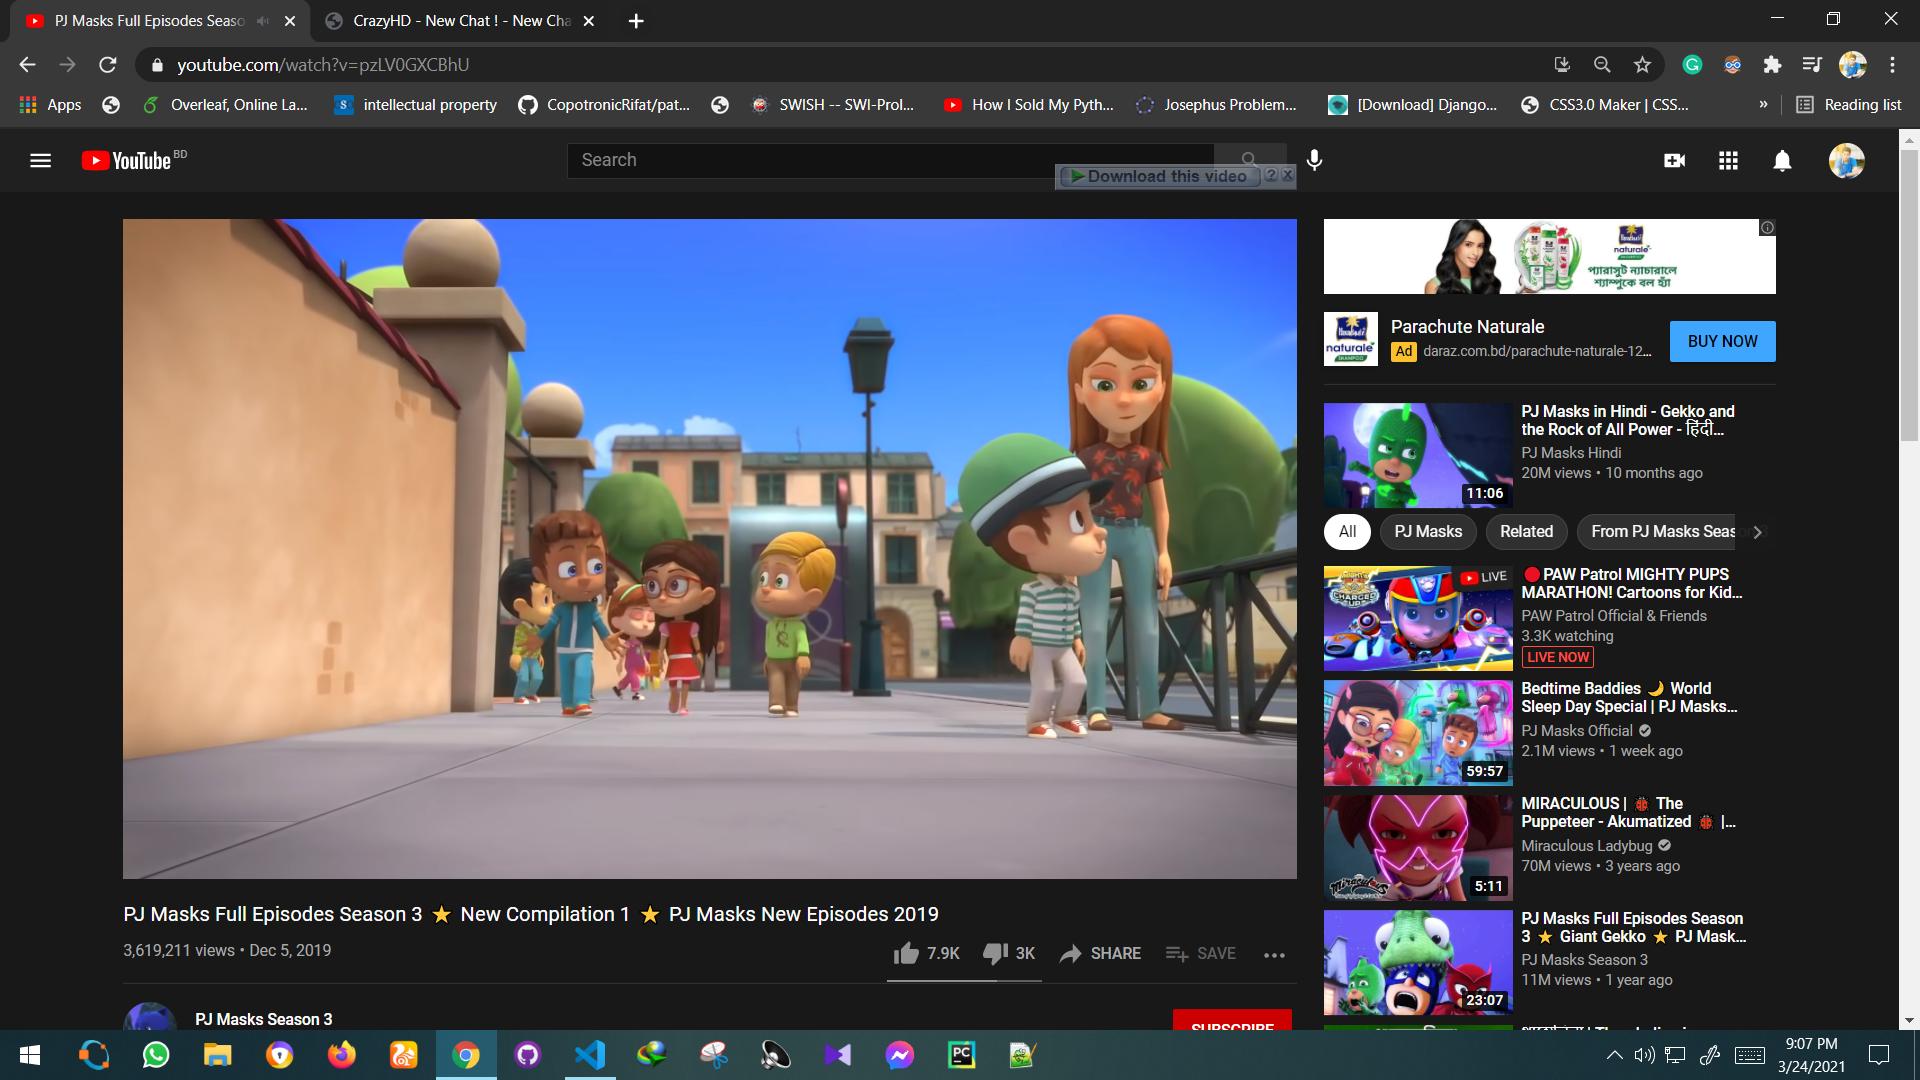 PJ Masks Full Episodes Seaso
CrazyHD - New Chat ! - New Cha
youtube.com/watch?v=pzLV0GXCBhU
Apps
Overleaf, Online La...
intellectual property
CopotronicRifat/pat...
SWISH -- SWI-Prol...
How I Sold My Pyth...
Josephus Problem...
[Download] Django...
CSS3.0 Maker | CSS...
»
Reading list
YouTube BD
Search
Download this video
naturale
প্যারাসুট ন্যাচারালে
শ্যাম্পুকে বল হ্যাঁ
naturale
SHAMPOO
Parachute Naturale
Ad daraz.com.bd/parachute-naturale-12...
BUY NOW
PJ Masks in Hindi - Gekko and
the Rock of All Power - हिंदी...
PJ Masks Hindi
20M views • 10 months ago
11:06
All
PJ Masks
Related
From PJ Masks Season 3
LIVE
CHARGED UP
PAW Patrol MIGHTY PUPS
MARATHON! Cartoons for Kid...
PAW Patrol Official & Friends
3.3K watching
LIVE NOW
Bedtime Baddies 🌙 World
Sleep Day Special | PJ Masks...
PJ Masks Official
2.1M views • 1 week ago
59:57
MIRACULOUS | 🐞 The
Puppeteer - Akumatized 🐞 |...
Miraculous Ladybug
70M views • 3 years ago
Miraculous
5:11
PJ Masks Full Episodes Season
3 ⭐ Giant Gekko ⭐ PJ Mask...
PJ Masks Season 3
11M views • 1 year ago
23:07
PJ Masks Full Episodes Season 3 ⭐ New Compilation 1 ⭐ PJ Masks New Episodes 2019
3,619,211 views • Dec 5, 2019
7.9K
3K
SHARE
SAVE
PJ Masks Season 3
SUBSCRIBE
PC
9:07 PM
3/24/2021